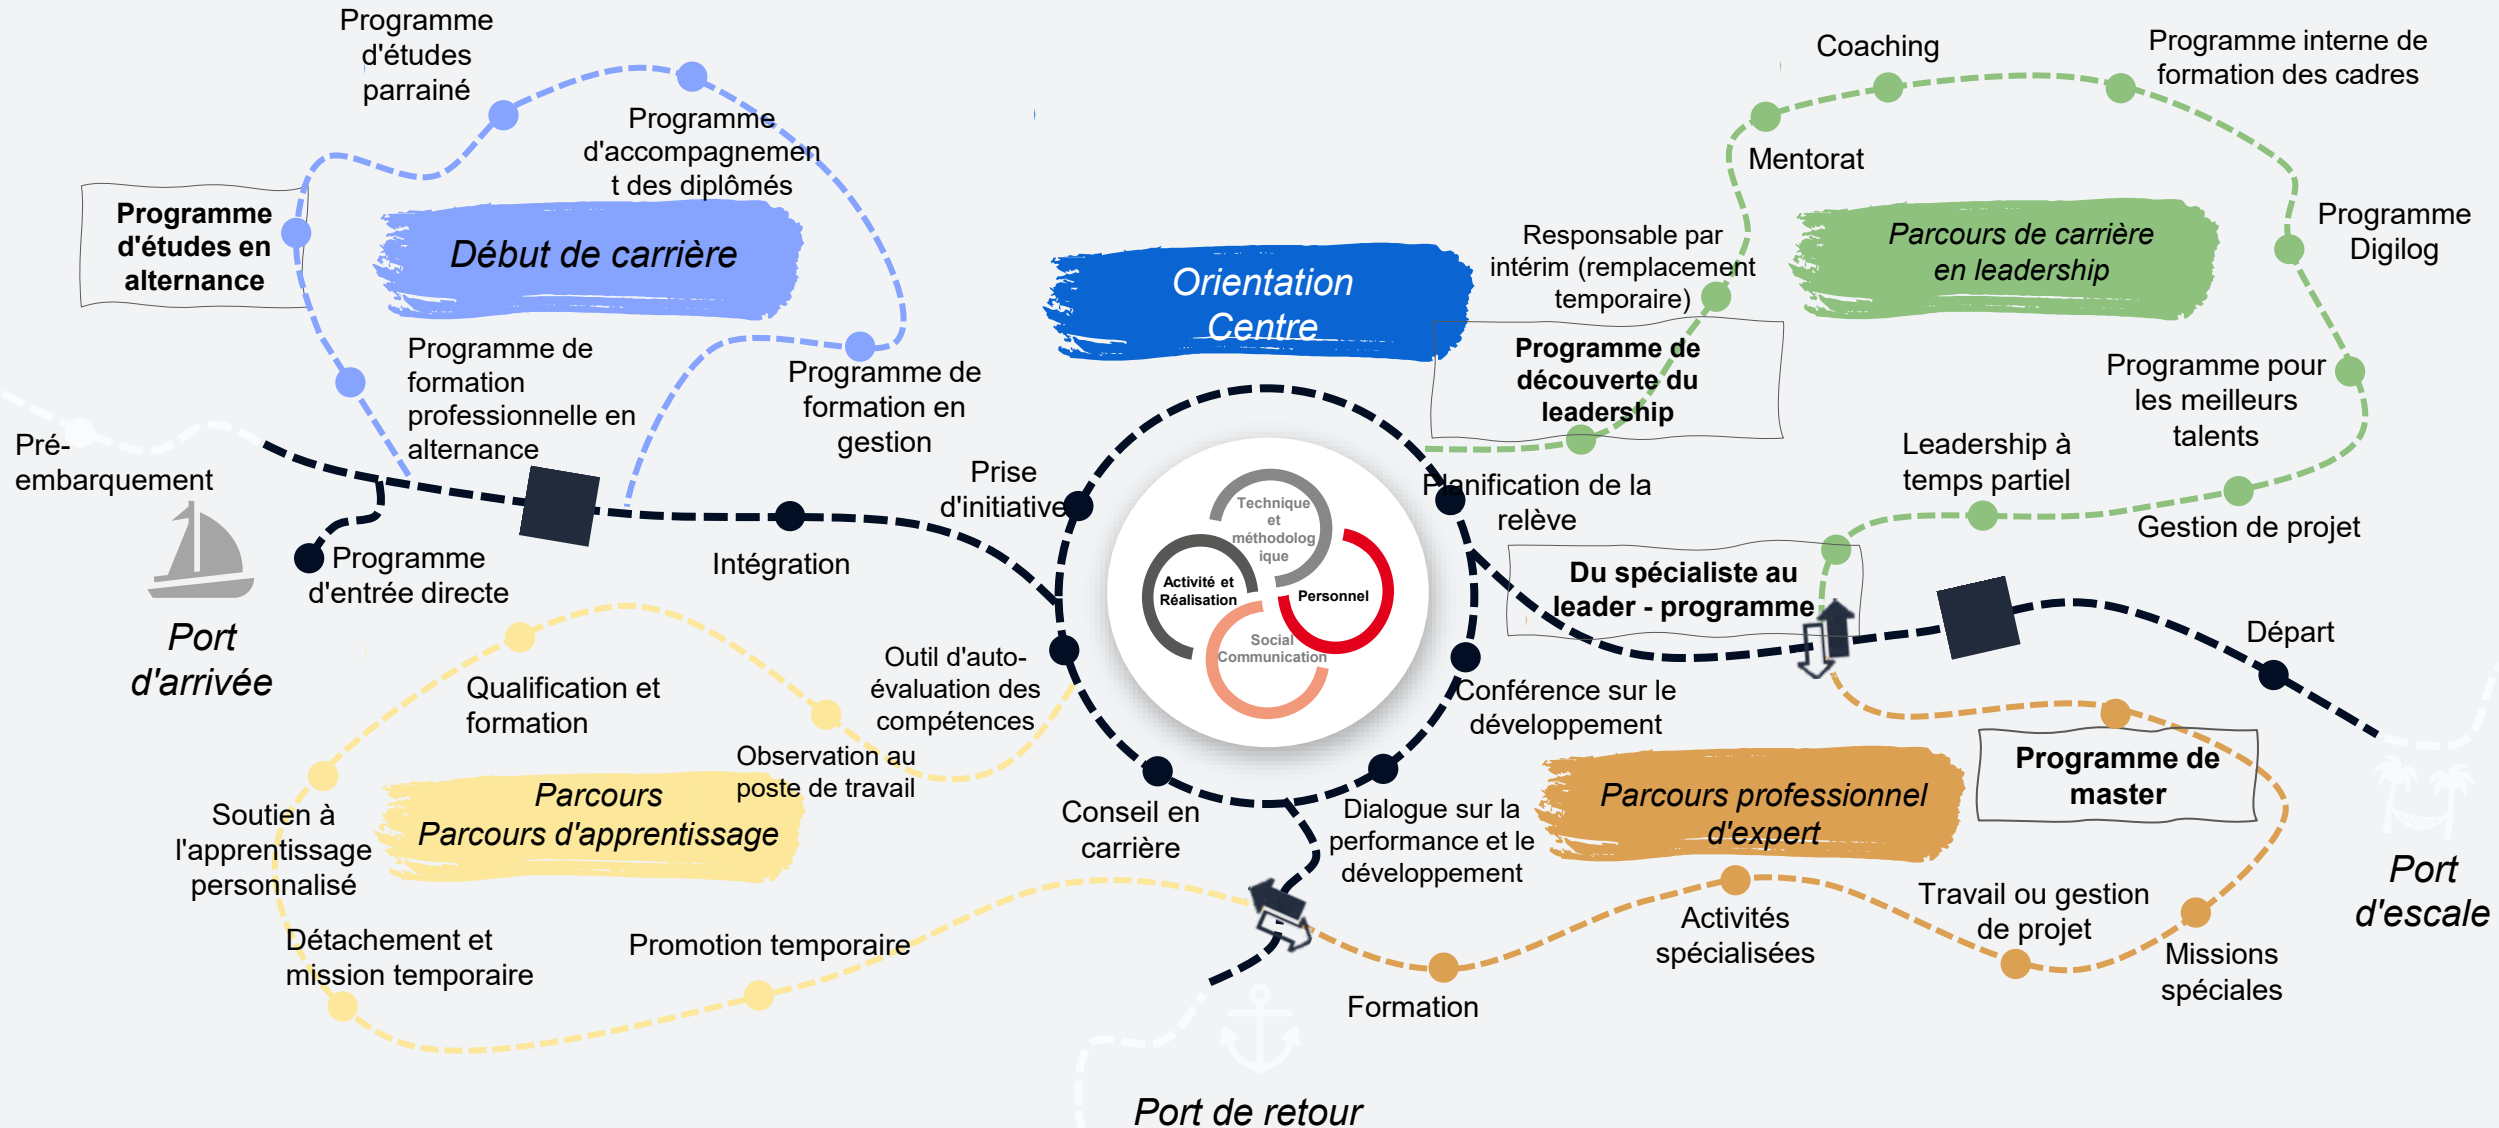 Programme
d'études
parrainé
Programme
d'accompagnemen
t des diplômés
Programme
d'études en
alternance
Début de carrière
Programme de
formation
professionnelle en
alternance
Programme de
formation en
gestion
Pré-
embarquement
Programme
d'entrée directe
Port
d'arrivée
Intégration
Orientation
Centre
Prise
d'initiative
Technique
et
méthodolog
ique
Activité et
Réalisation
Personnel
Social
Communication
Planification de la
relève
Conférence sur le
développement
Dialogue sur la
performance et le
développement
Conseil en
carrière
Outil d'auto-
évaluation des
compétences
Coaching
Programme interne de
formation des cadres
Mentorat
Responsable par
intérim (remplacement
temporaire)
Programme de
découverte du
leadership
Parcours de carrière
en leadership
Programme
Digilog
Programme pour
les meilleurs
talents
Leadership à
temps partiel
Gestion de projet
Du spécialiste au
leader - programme
Départ
Port
d'escale
Qualification et
formation
Observation au
poste de travail
Parcours
Parcours d'apprentissage
Soutien à
l'apprentissage
personnalisé
Détachement et
mission temporaire
Promotion temporaire
Parcours professionnel
d'expert
Programme de
master
Activités
spécialisées
Travail ou gestion
de projet
Missions
spéciales
Formation
Port de retour